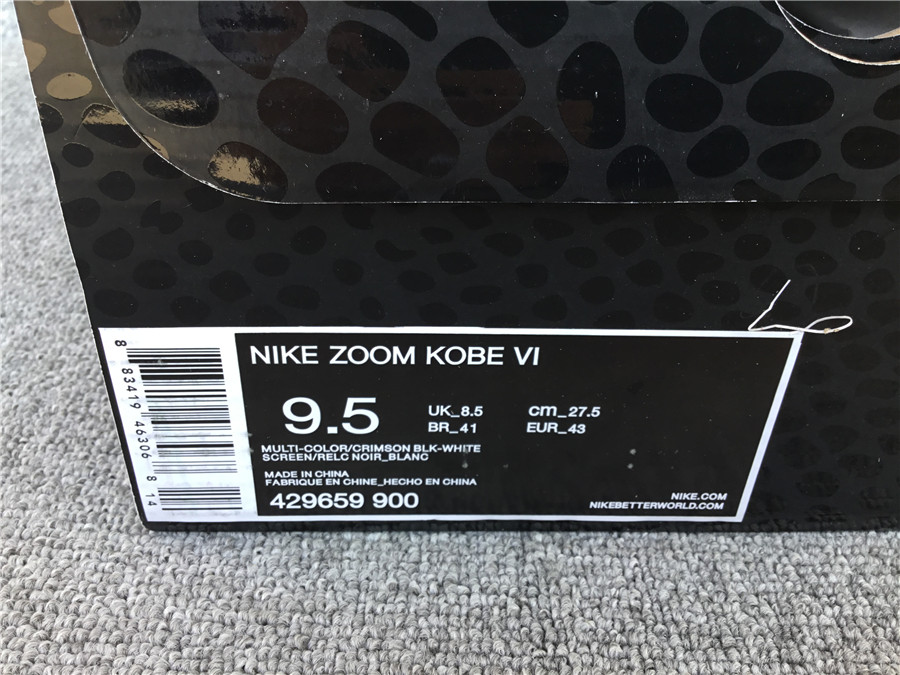 NIKE ZOOM KOBE VI
9.5
UK_8.5 cm_27.5
BR_41 EUR_43
MULTI-COLOR/CRIMSON BLK-WHITE
SCREEN/RELC NOIR_BLANC
MADE IN CHINA
FABRIQUE EN CHINE_HECHO EN CHINA
429659 900
NIKE.COM
NIKEBETTERWORLD.COM
8 83419 46306 8 14